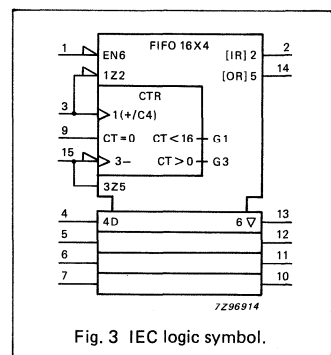 FIFO 16X4
1 EN6 [IR] 2 2
1Z2 [OR] 5 14
CTR
3 1(+/C4)
9 CT=0 CT<16 G1
15 3− CT>0 G3
3Z5
4 4D 6 ▽ 13
5 12
6 11
7 10
7Z96914
Fig. 3 IEC logic symbol.